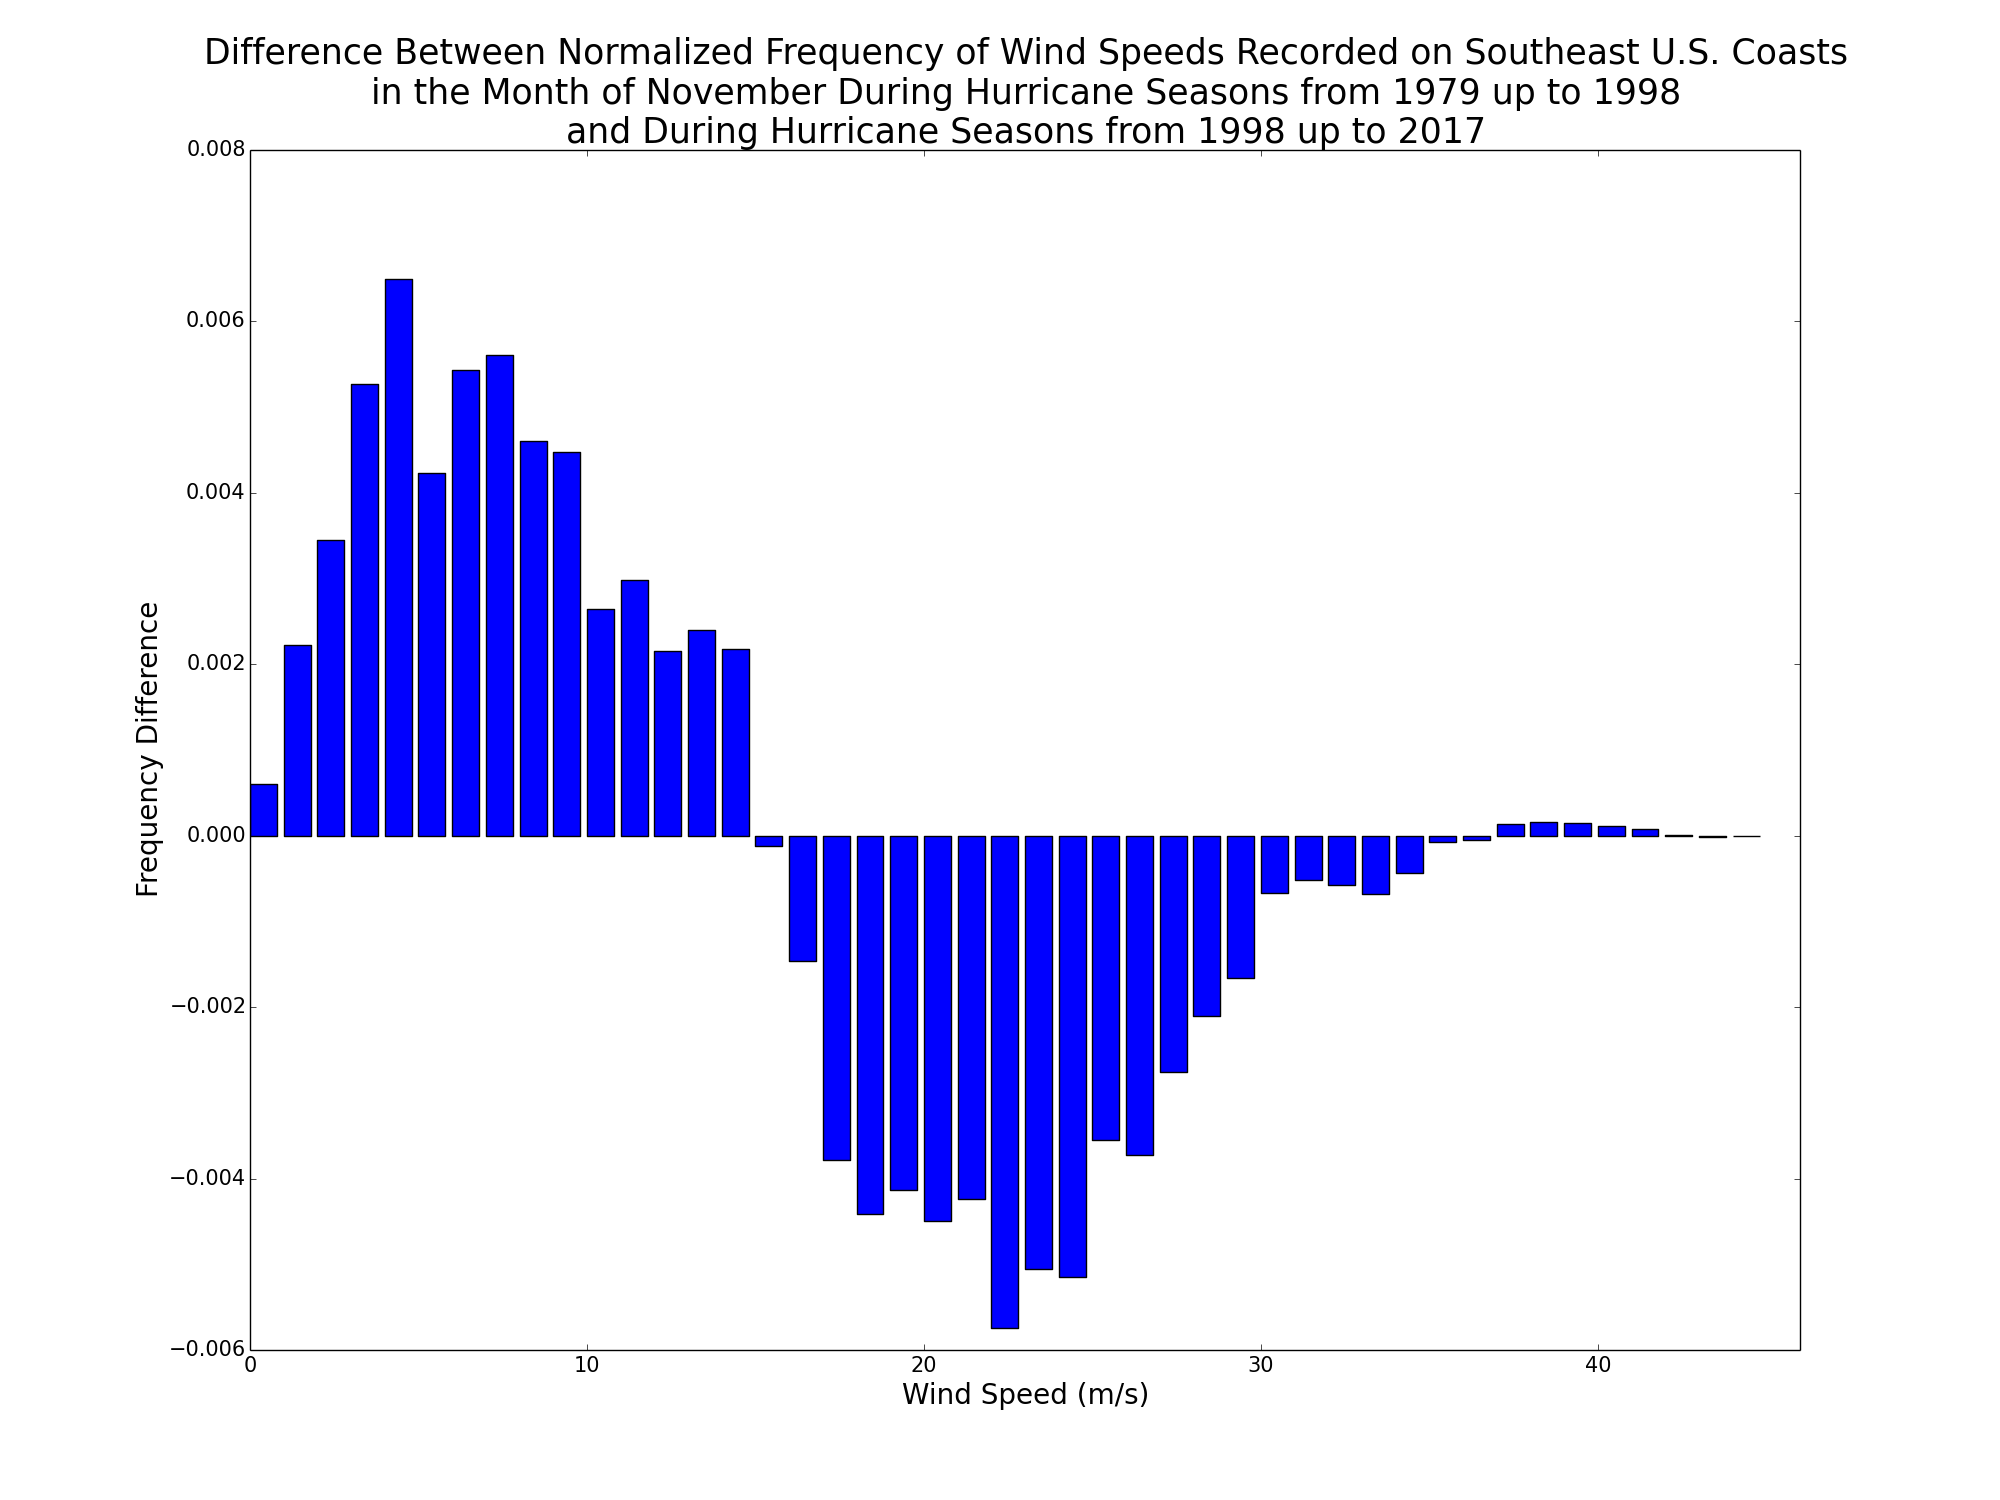 Difference Between Normalized Frequency of Wind Speeds Recorded on Southeast U.S. Coasts
in the Month of November During Hurricane Seasons from 1979 up to 1998
and During Hurricane Seasons from 1998 up to 2017
0.008
0.006
0.004
0.002
0.000
−0.002
−0.004
−0.006
Frequency Difference
0 10 20 30 40
Wind Speed (m/s)